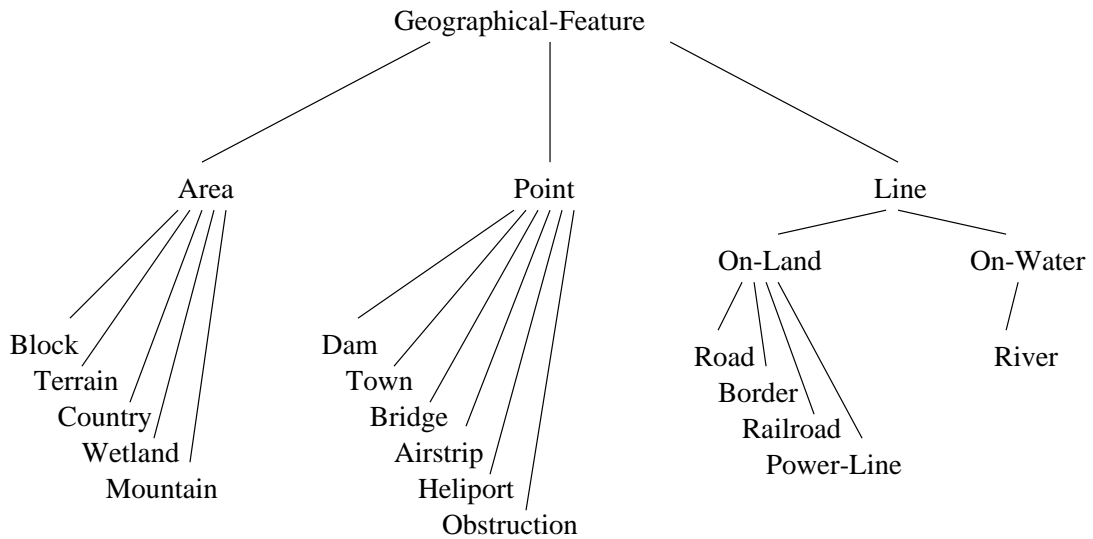 Geographical-Feature
Area
Point
Line
On-Land
On-Water
Block
Terrain
Country
Wetland
Mountain
Dam
Town
Bridge
Airstrip
Heliport
Obstruction
Road
Border
Railroad
Power-Line
River